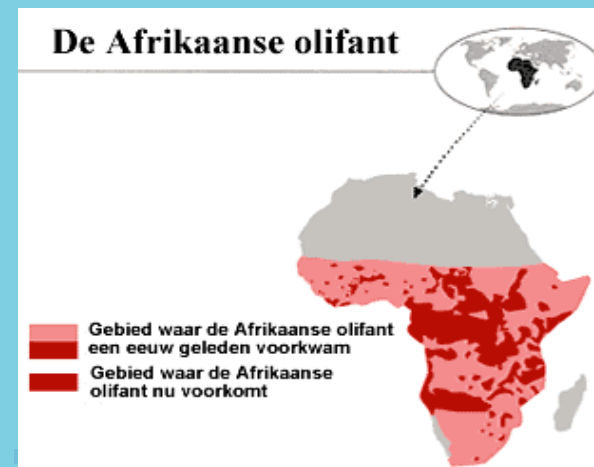 De Afrikaanse olifant
Gebied waar de Afrikaanse olifant
een eeuw geleden voorkwam
Gebied waar de Afrikaanse
olifant nu voorkomt